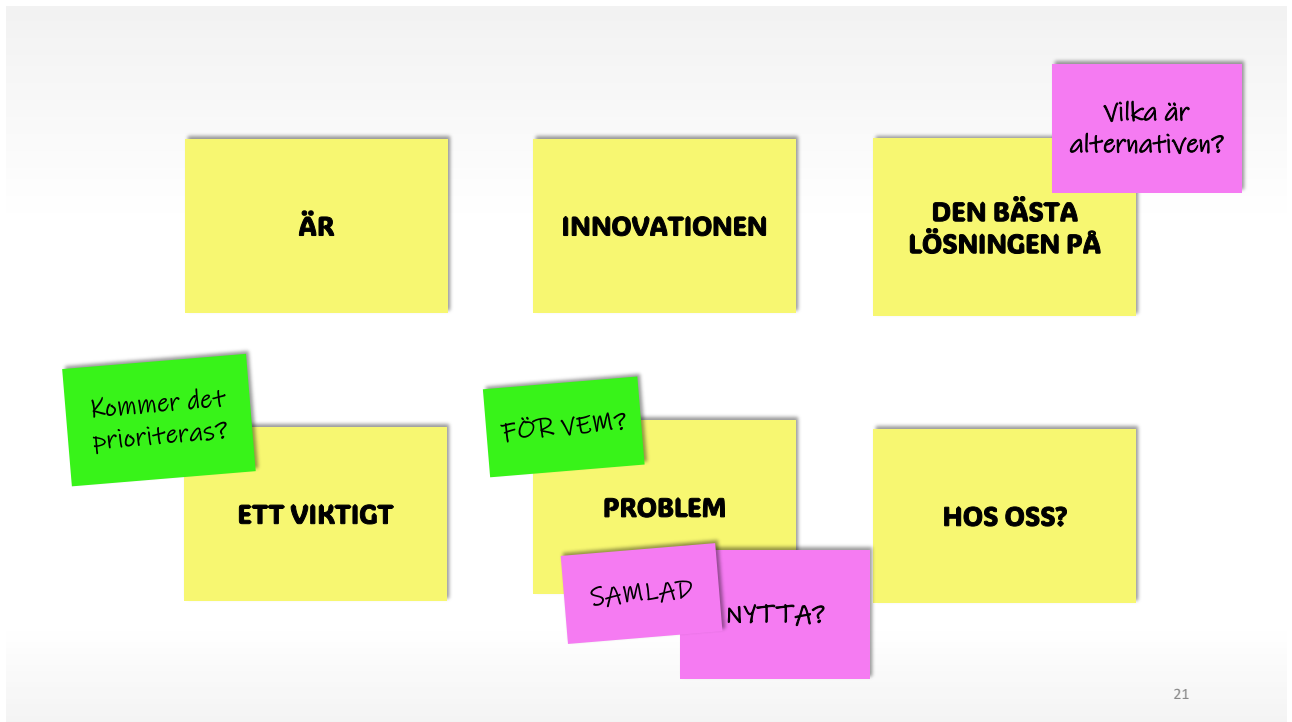 Vilka är
alternativen?
ÄR
INNOVATIONEN
DEN BÄSTA
LÖSNINGEN PÅ
Kommer det
prioriteras?
ETT VIKTIGT
FÖR VEM?
PROBLEM
HOS OSS?
SAMLAD
NYTTA?
21